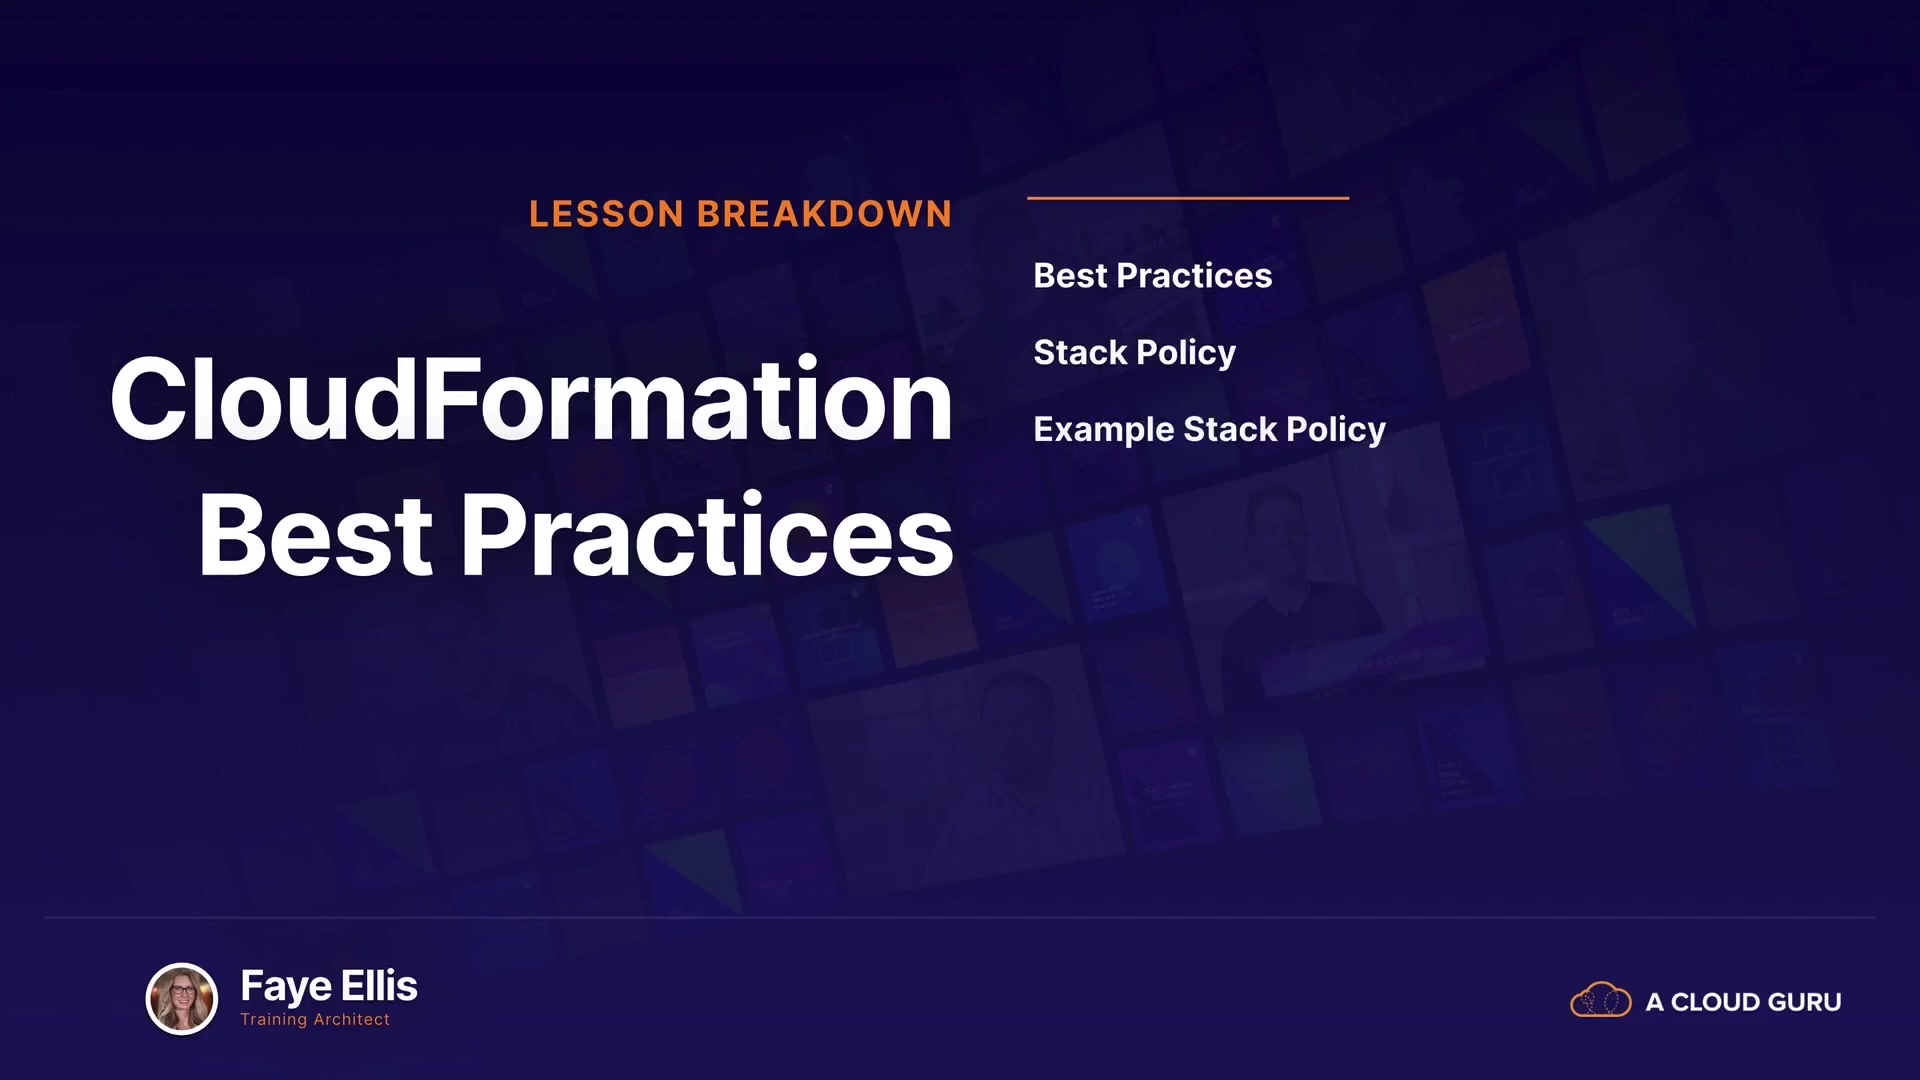 LESSON BREAKDOWN
CloudFormation
Best Practices
Best Practices
Stack Policy
Example Stack Policy
Faye Ellis
Training Architect
A CLOUD GURU